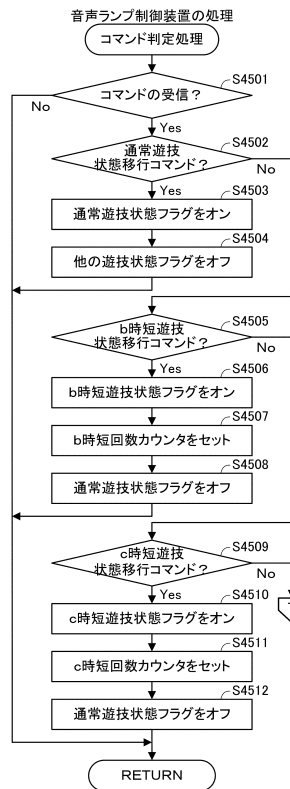 音声ランプ制御装置の処理
コマンド判定処理
S4501
コマンドの受信？
No
Yes
S4502
通常遊技
状態移行コマンド？
No
Yes
S4503
通常遊技状態フラグをオン
S4504
他の遊技状態フラグをオフ
S4505
b時短遊技
状態移行コマンド？
No
Yes
S4506
b時短遊技状態フラグをオン
S4507
b時短回数カウンタをセット
S4508
通常遊技状態フラグをオフ
S4509
c時短遊技
状態移行コマンド？
No
Yes
S4510
c時短遊技状態フラグをオン
S4511
c時短回数カウンタをセット
S4512
通常遊技状態フラグをオフ
RETURN